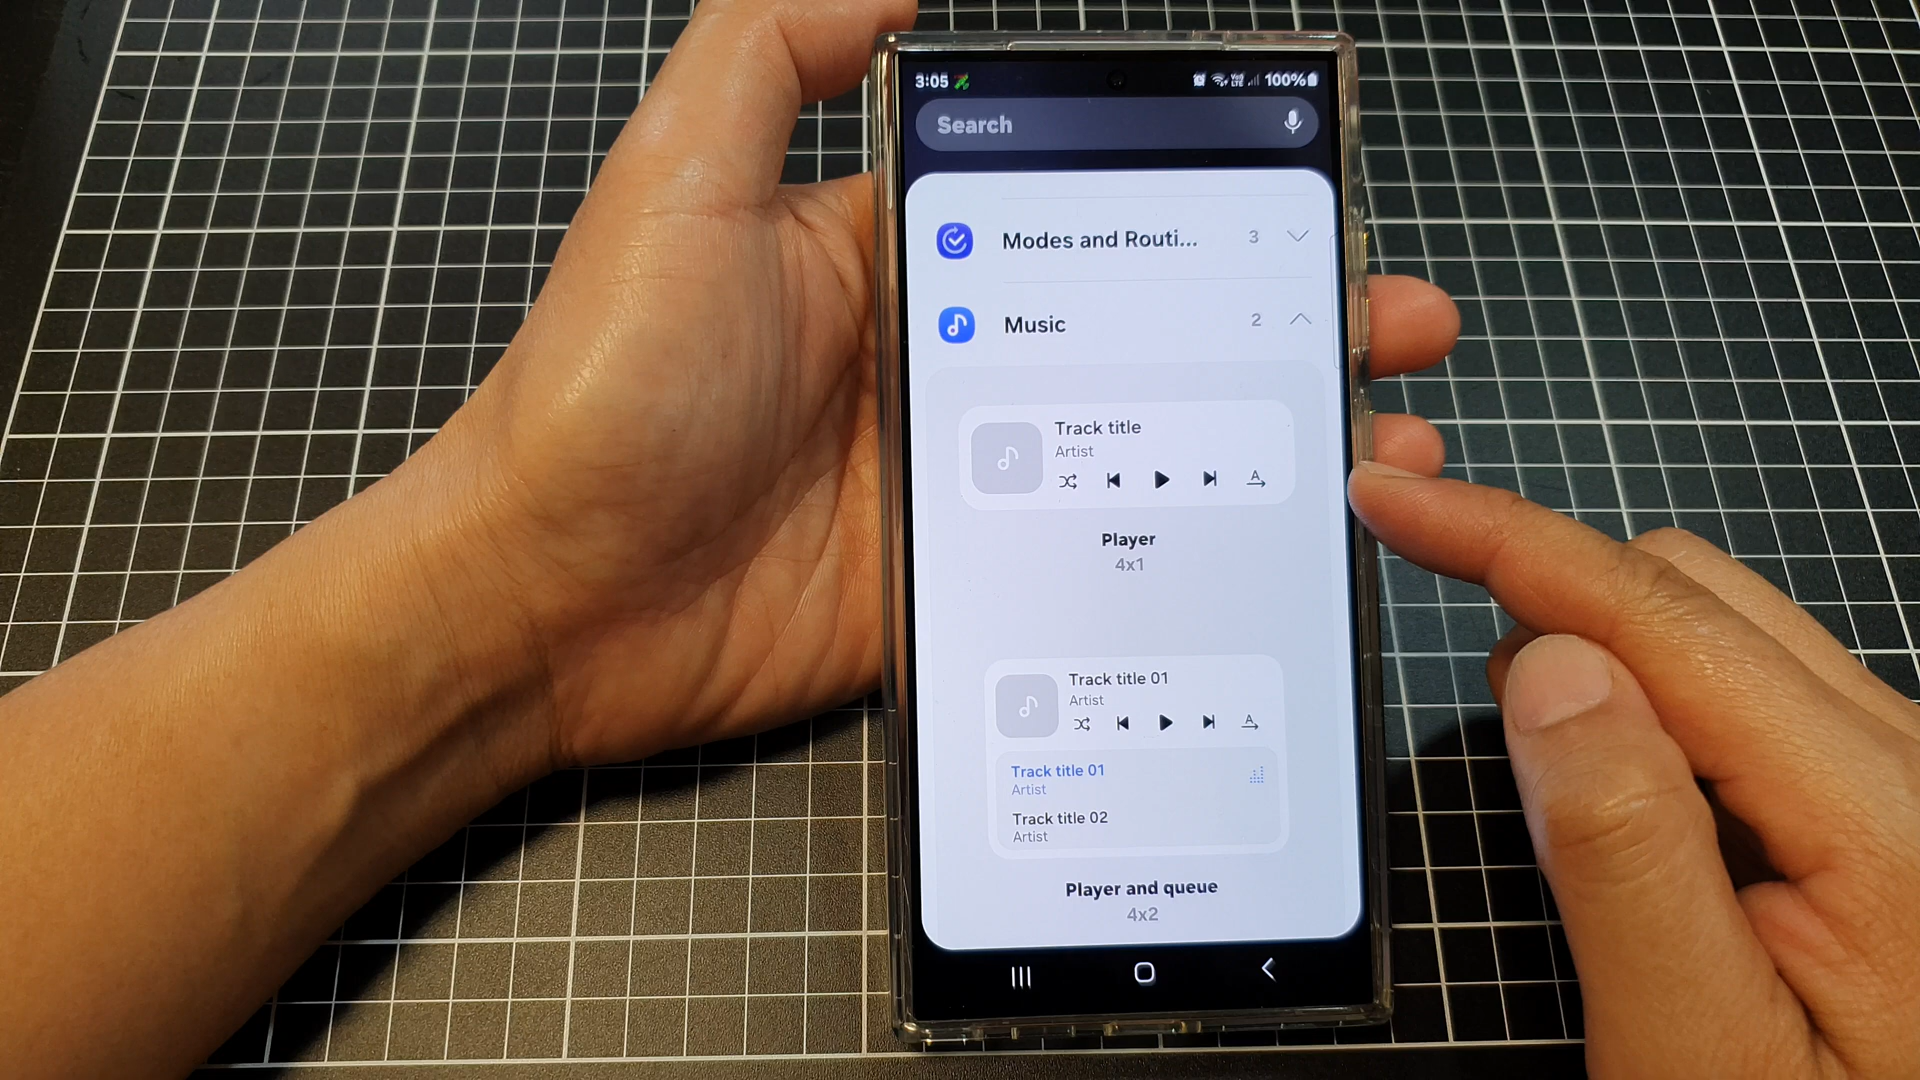 3:05 100%
Search
Modes and Routi... 3
Music 2
Track title
Artist
A
Player
4x1
Track title 01
Artist
A
Track title 01
Artist
Track title 02
Artist
Player and queue
4x2